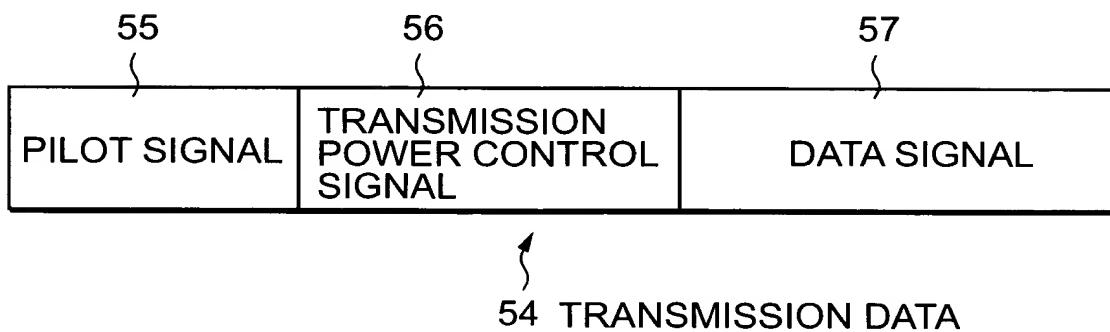 55
56
57
PILOT SIGNAL
TRANSMISSION
POWER CONTROL
SIGNAL
DATA SIGNAL
54 TRANSMISSION DATA